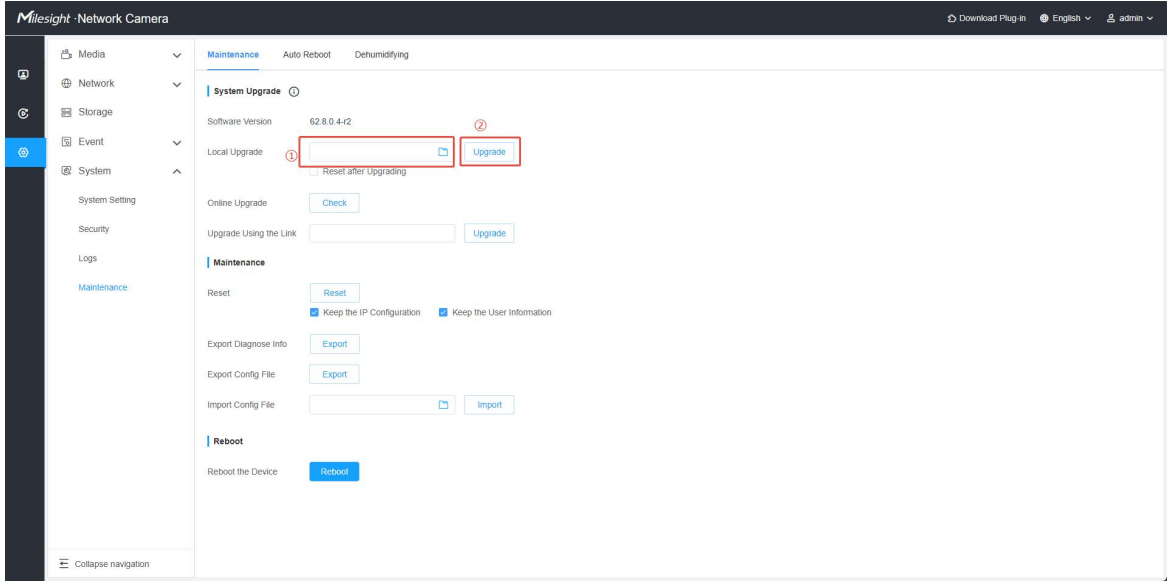 Milesight ·Network Camera
Download Plug-in English admin
Media
Network
Storage
Event
System
System Setting
Security
Logs
Maintenance
Collapse navigation
Maintenance Auto Reboot Dehumidifying
System Upgrade
Software Version 62.8.0.4-r2
②
Local Upgrade ① Upgrade
Reset after Upgrading
Online Upgrade Check
Upgrade Using the Link Upgrade
Maintenance
Reset Reset
Keep the IP Configuration Keep the User Information
Export Diagnose Info Export
Export Config File Export
Import Config File Import
Reboot
Reboot the Device Reboot